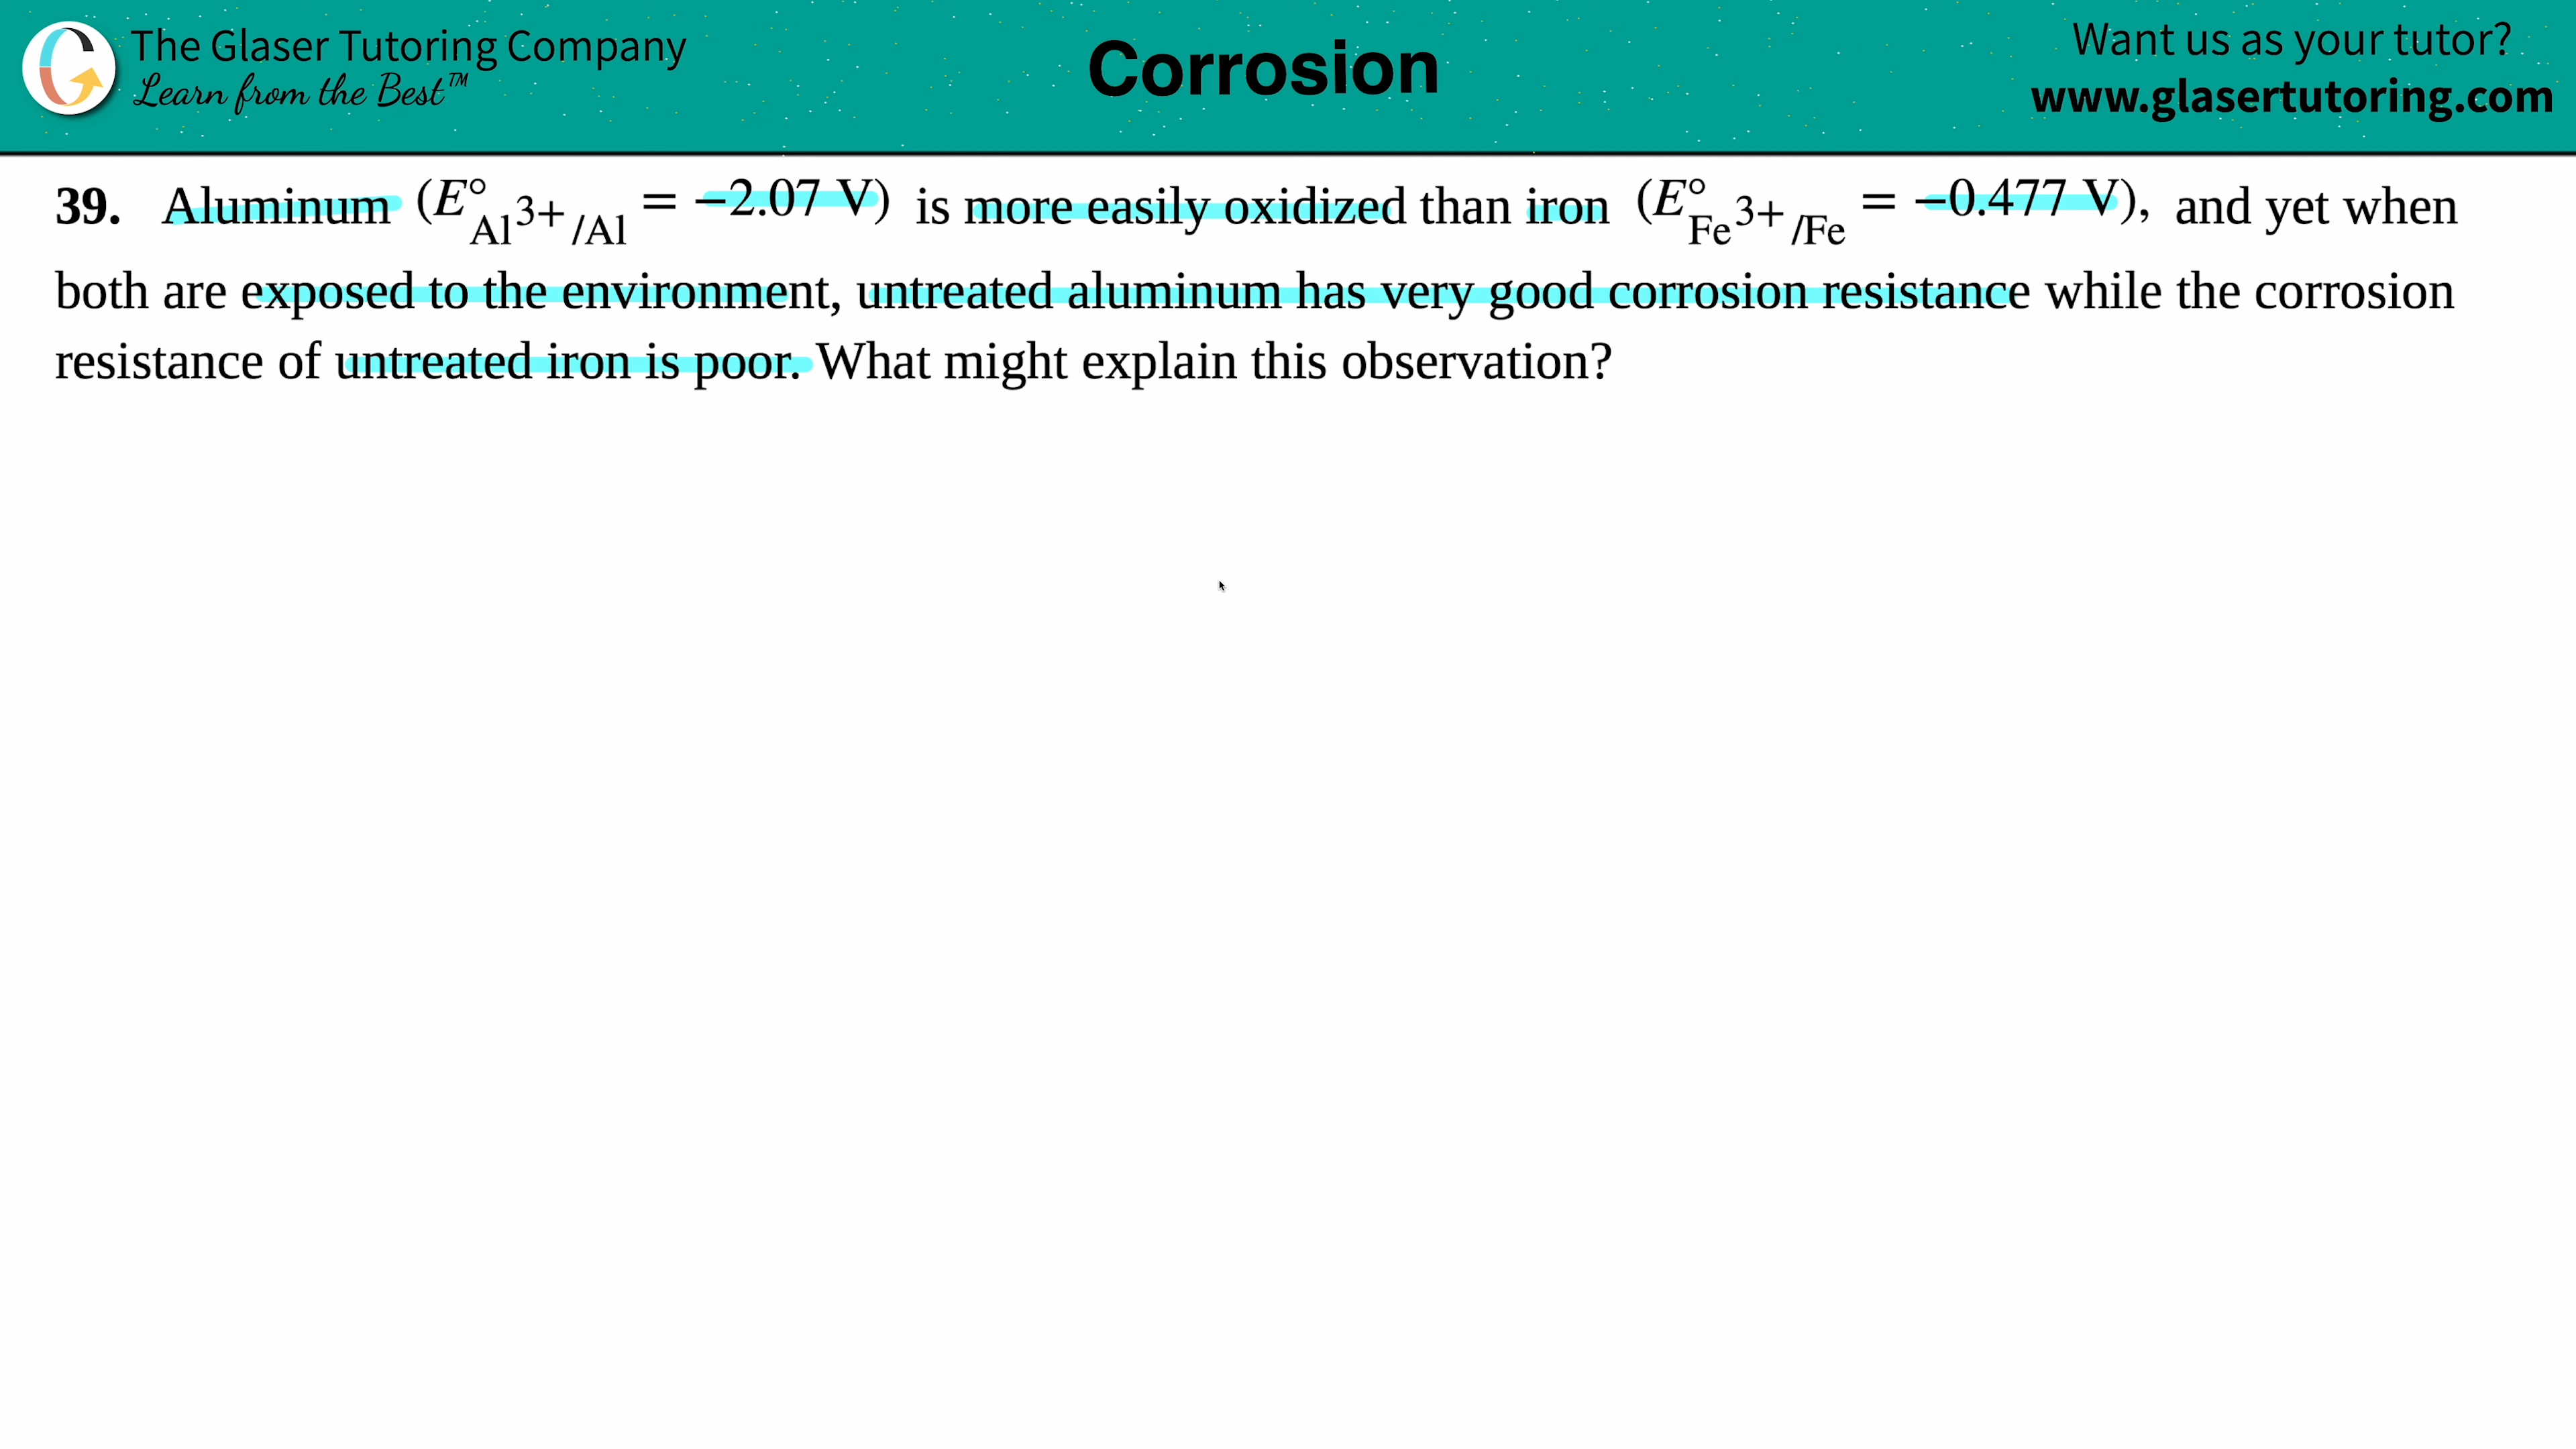 The Glaser Tutoring Company
Learn from the Best™
Corrosion
Want us as your tutor?
www.glasertutoring.com
39. Aluminum (E°Al3+/Al = −2.07 V) is more easily oxidized than iron (E°Fe3+/Fe = −0.477 V), and yet when
both are exposed to the environment, untreated aluminum has very good corrosion resistance while the corrosion
resistance of untreated iron is poor. What might explain this observation?